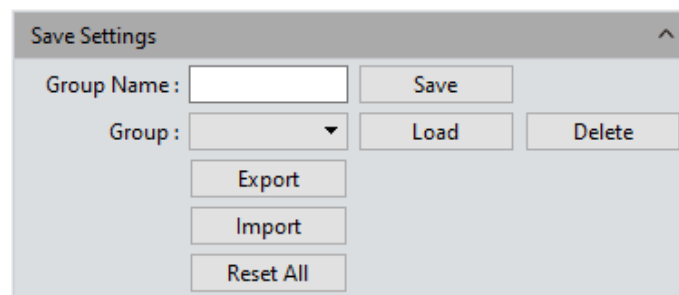 Save Settings
Group Name : Save
Group : Load Delete
Export
Import
Reset All